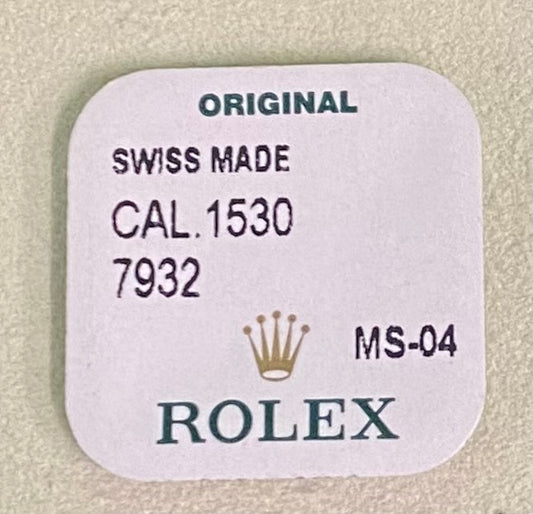 ORIGINAL
SWISS MADE
CAL.1530
7932
MS-04
ROLEX